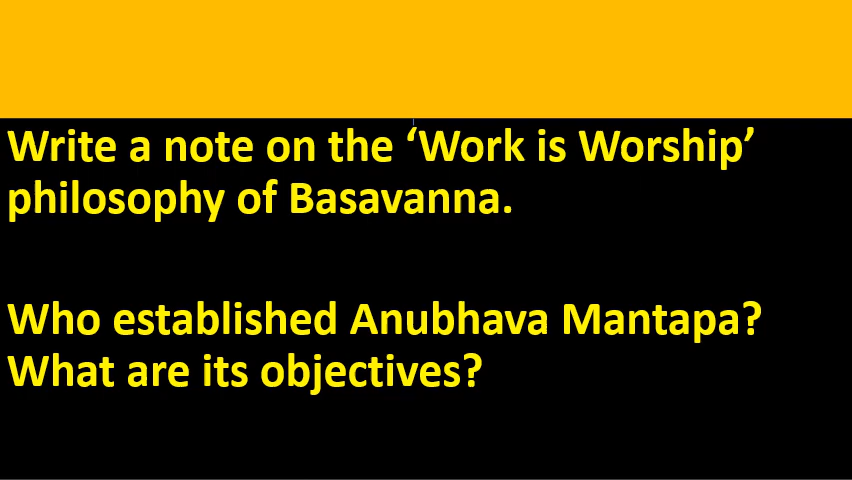 Write a note on the ‘Work is Worship’
philosophy of Basavanna.
Who established Anubhava Mantapa?
What are its objectives?